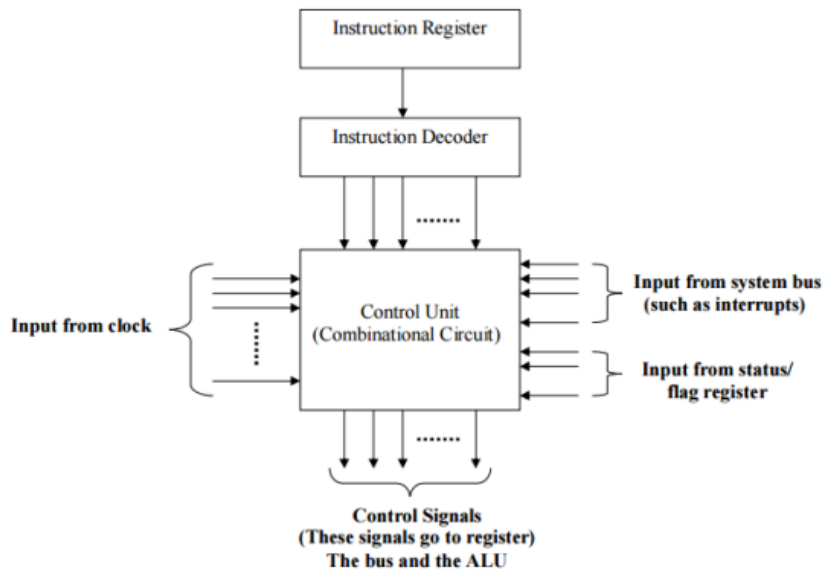 Instruction Register
Instruction Decoder
Input from clock
Control Unit
(Combinational Circuit)
Input from system bus
(such as interrupts)
Input from status/
flag register
Control Signals
(These signals go to register)
The bus and the ALU